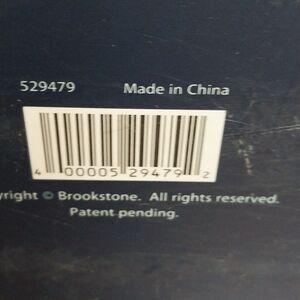 529479 Made in China
4 00005 29479 2
yright © Brookstone. All rights reserved.
Patent pending.